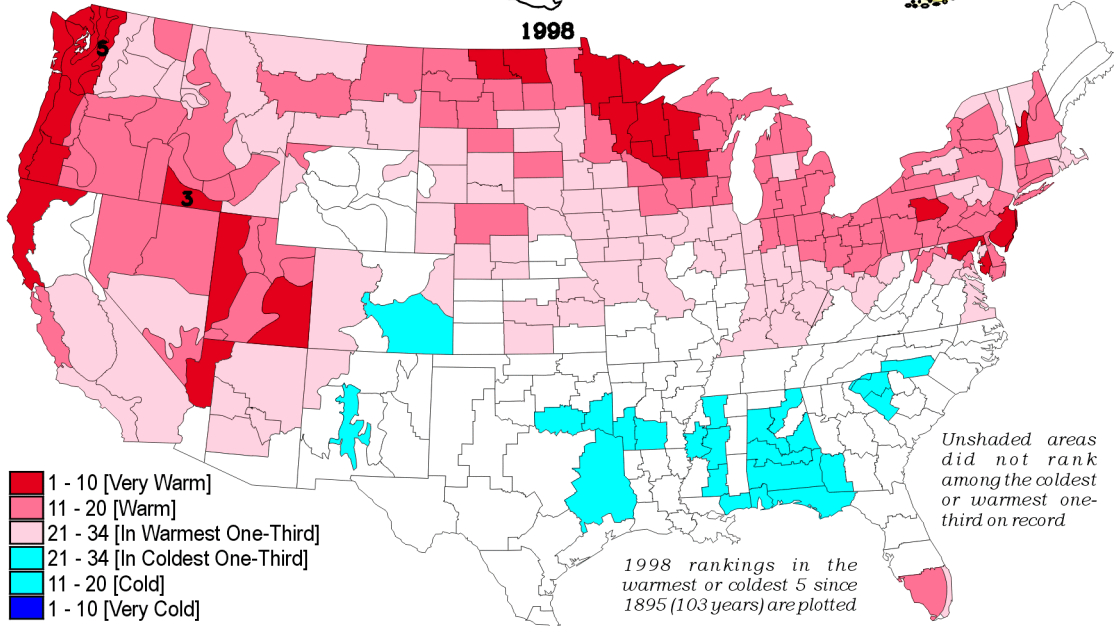 1998
5
3
Unshaded areas
did not rank
among the coldest
or warmest one-
third on record
1 - 10 [Very Warm]
11 - 20 [Warm]
21 - 34 [In Warmest One-Third]
21 - 34 [In Coldest One-Third]
11 - 20 [Cold]
1 - 10 [Very Cold]
1998 rankings in the
warmest or coldest 5 since
1895 (103 years) are plotted